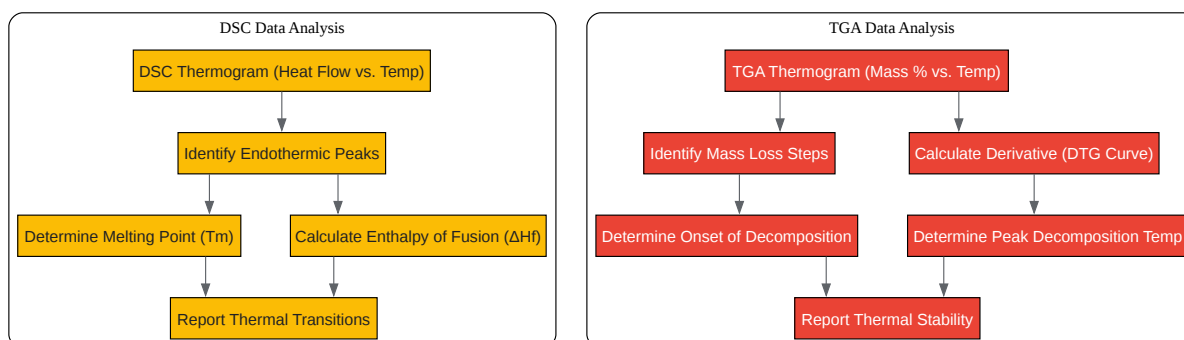 DSC Data Analysis
DSC Thermogram (Heat Flow vs. Temp)
Identify Endothermic Peaks
Determine Melting Point (Tm)
Calculate Enthalpy of Fusion (ΔHf)
Report Thermal Transitions
TGA Data Analysis
TGA Thermogram (Mass % vs. Temp)
Identify Mass Loss Steps
Calculate Derivative (DTG Curve)
Determine Onset of Decomposition
Determine Peak Decomposition Temp
Report Thermal Stability